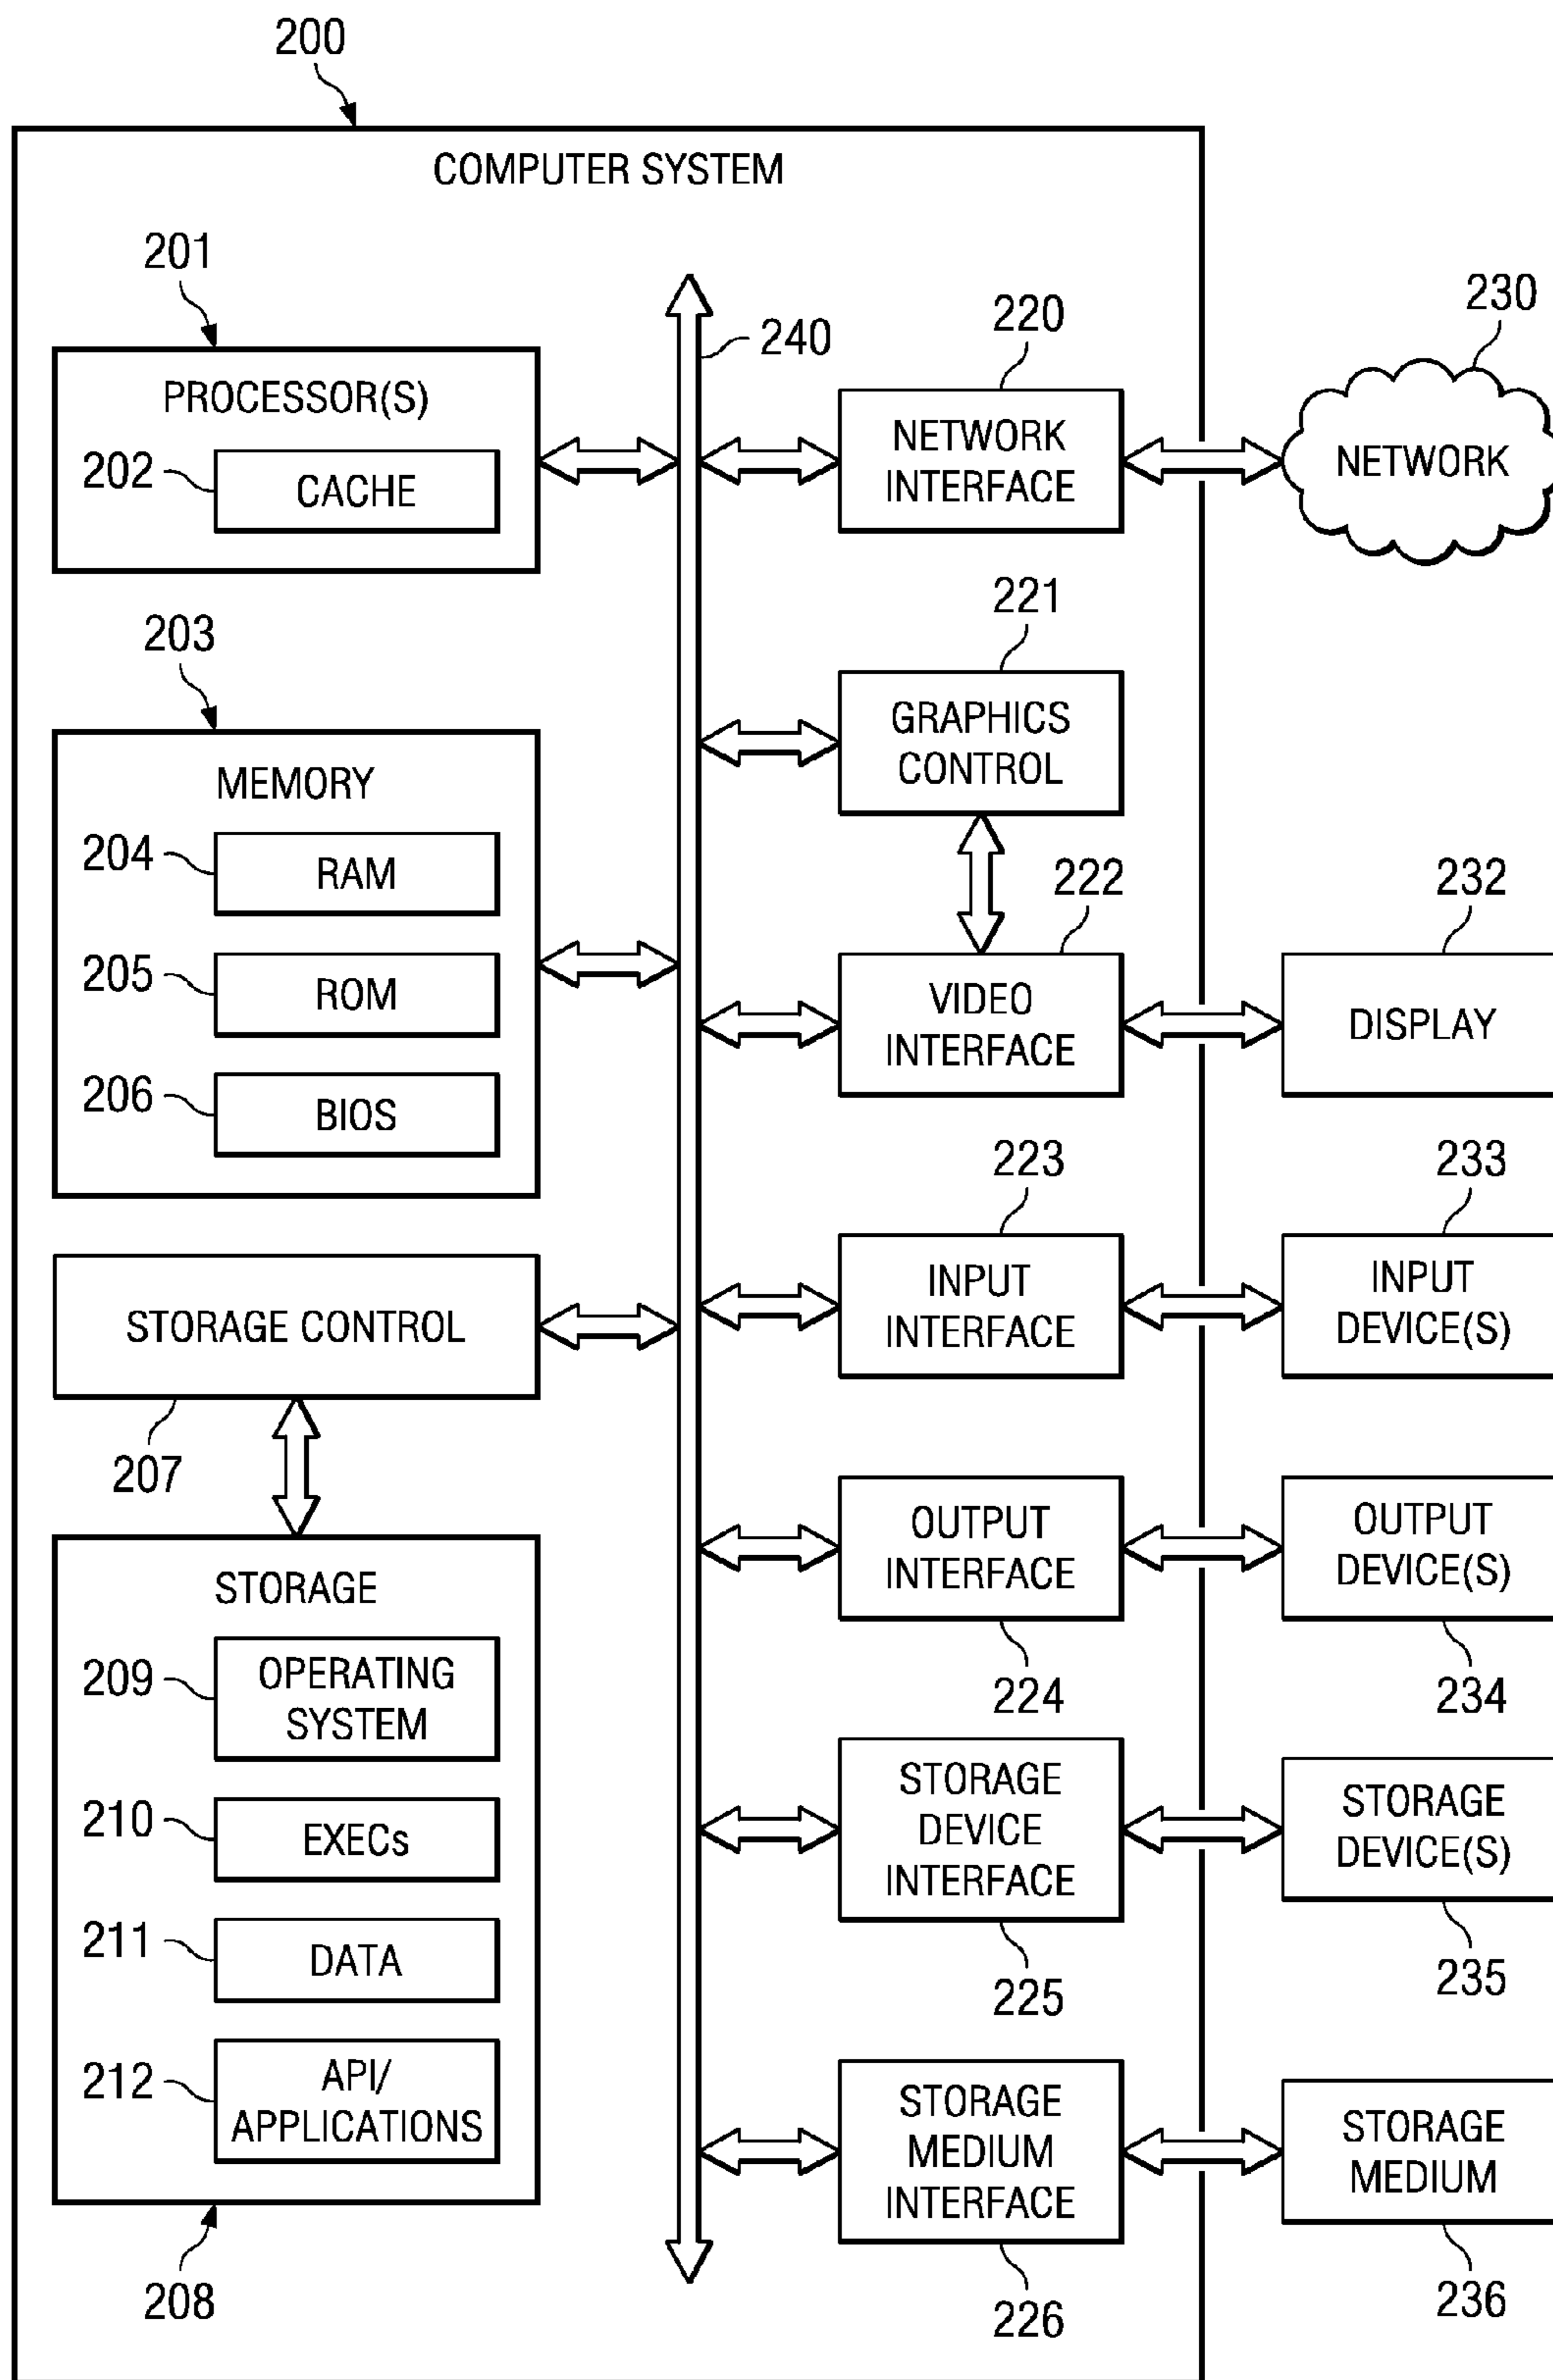 200
COMPUTER SYSTEM
201
PROCESSOR(S)
202
CACHE
203
MEMORY
204
RAM
205
ROM
206
BIOS
STORAGE CONTROL
207
STORAGE
209
OPERATING
SYSTEM
210
EXECs
211
DATA
212
API/
APPLICATIONS
208
240
220
NETWORK
INTERFACE
230
NETWORK
221
GRAPHICS
CONTROL
222
VIDEO
INTERFACE
232
DISPLAY
223
INPUT
INTERFACE
233
INPUT
DEVICE(S)
OUTPUT
INTERFACE
224
OUTPUT
DEVICE(S)
234
STORAGE
DEVICE
INTERFACE
225
STORAGE
DEVICE(S)
235
STORAGE
MEDIUM
INTERFACE
226
STORAGE
MEDIUM
236